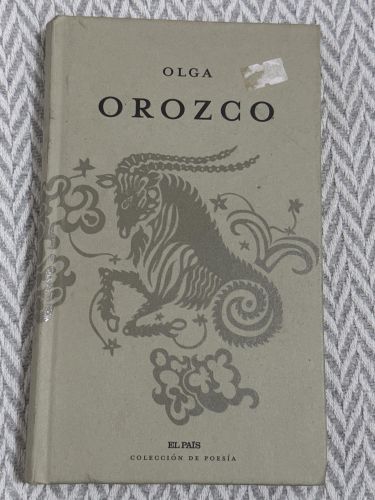 OLGA
OROZCO
EL PAÍS
COLECCIÓN DE POESÍA